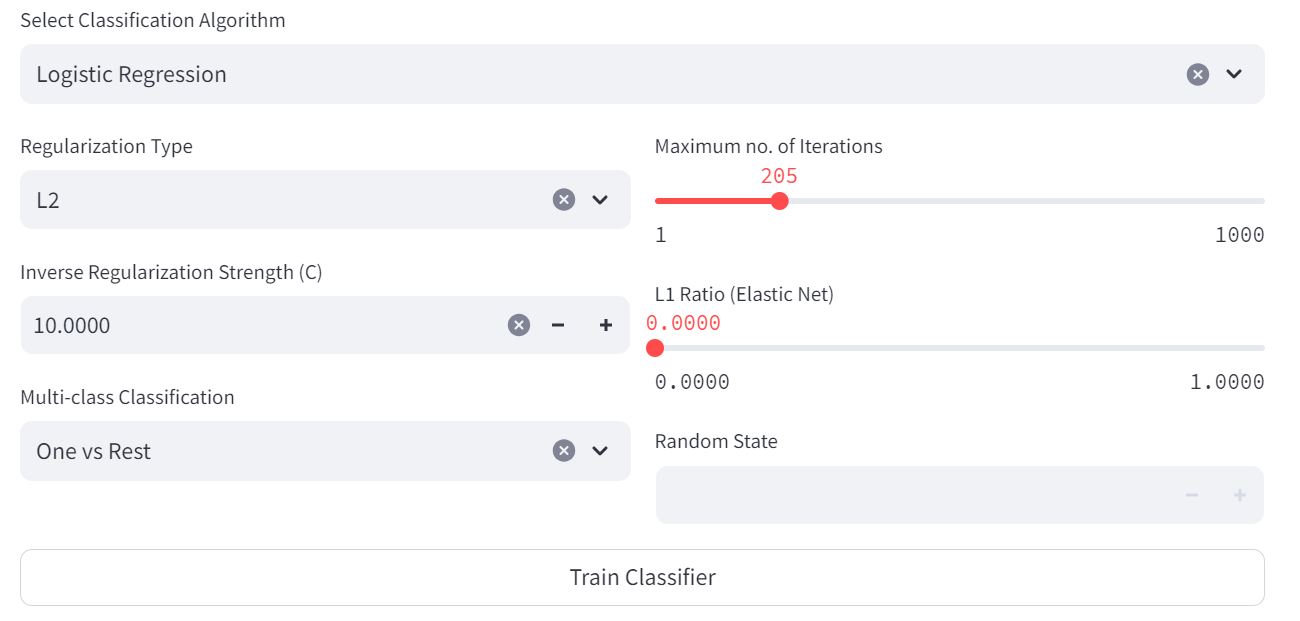 Select Classification Algorithm
Logistic Regression
Regularization Type
L2
Inverse Regularization Strength (C)
10.0000
Multi-class Classification
One vs Rest
Maximum no. of Iterations
205
1 1000
L1 Ratio (Elastic Net)
0.0000
0.0000 1.0000
Random State
Train Classifier